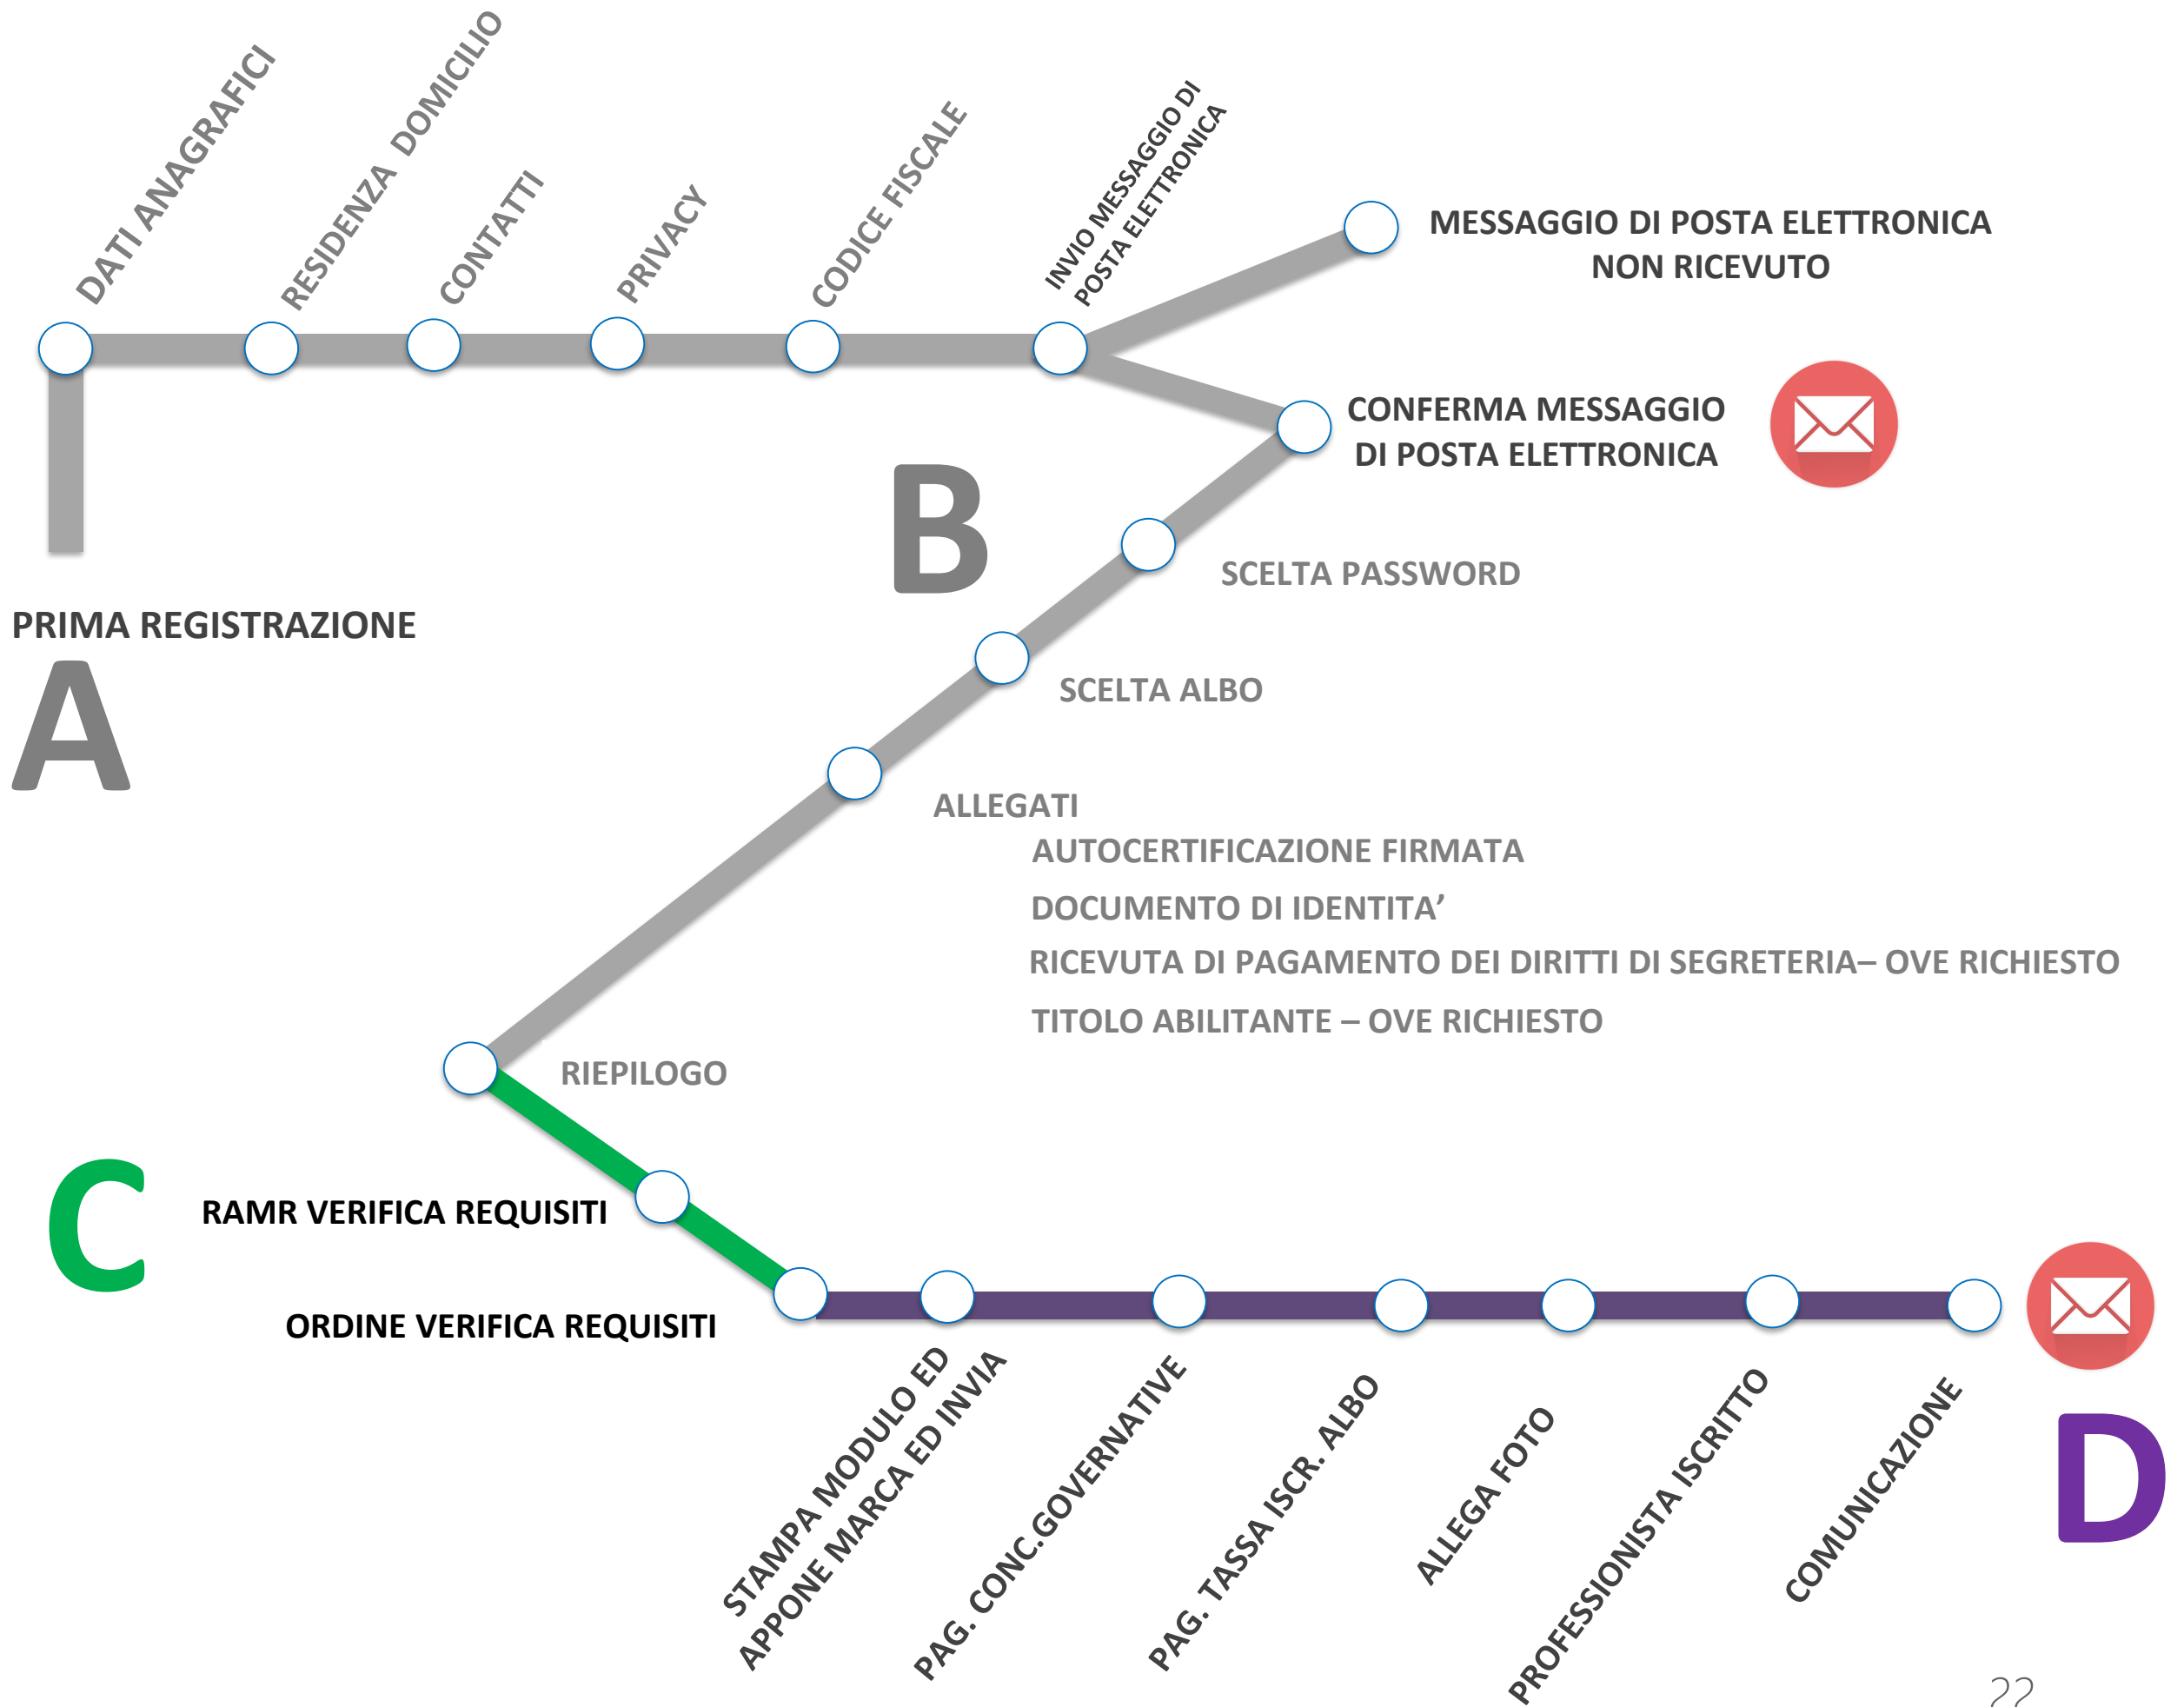 DATI ANAGRAFICI
RESIDENZA DOMICILIO
CONTATTI
PRIVACY
CODICE FISCALE
INVIO MESSAGGIO DI
POSTA ELETTRONICA
MESSAGGIO DI POSTA ELETTRONICA
NON RICEVUTO
CONFERMA MESSAGGIO
DI POSTA ELETTRONICA
B
SCELTA PASSWORD
PRIMA REGISTRAZIONE
A
SCELTA ALBO
ALLEGATI
AUTOCERTIFICAZIONE FIRMATA
DOCUMENTO DI IDENTITA’
RICEVUTA DI PAGAMENTO DEI DIRITTI DI SEGRETERIA– OVE RICHIESTO
TITOLO ABILITANTE – OVE RICHIESTO
RIEPILOGO
C
RAMR VERIFICA REQUISITI
ORDINE VERIFICA REQUISITI
STAMPA MODULO ED
APPONE MARCA ED INVIA
PAG. CONC.GOVERNATIVE
PAG. TASSA ISCR. ALBO
ALLEGA FOTO
PROFESSIONISTA ISCRITTO
COMUNICAZIONE
D
22